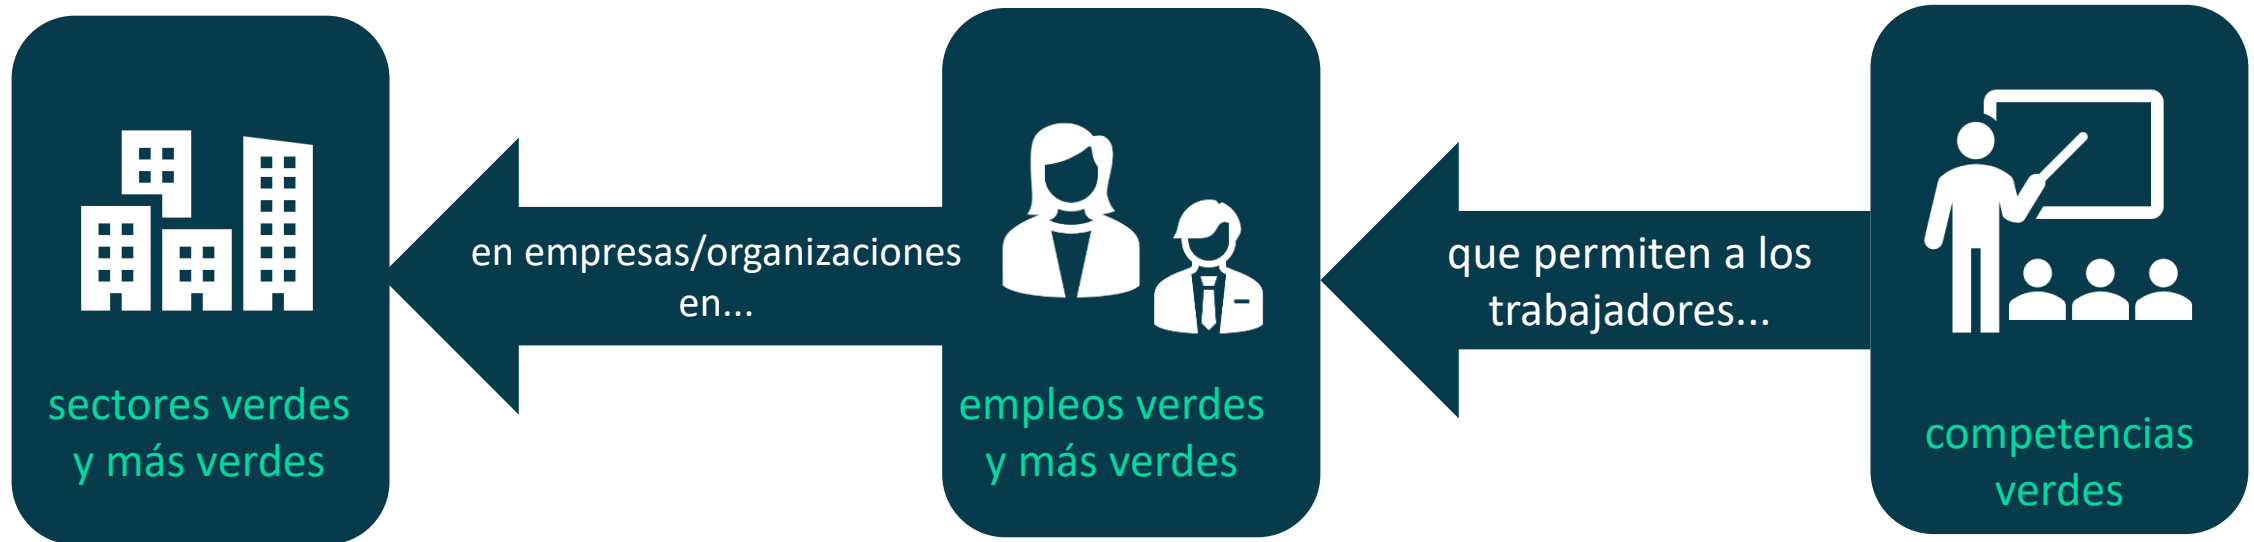 sectores verdes
y más verdes
en empresas/organizaciones
en...
empleos verdes
y más verdes
que permiten a los
trabajadores...
competencias
verdes